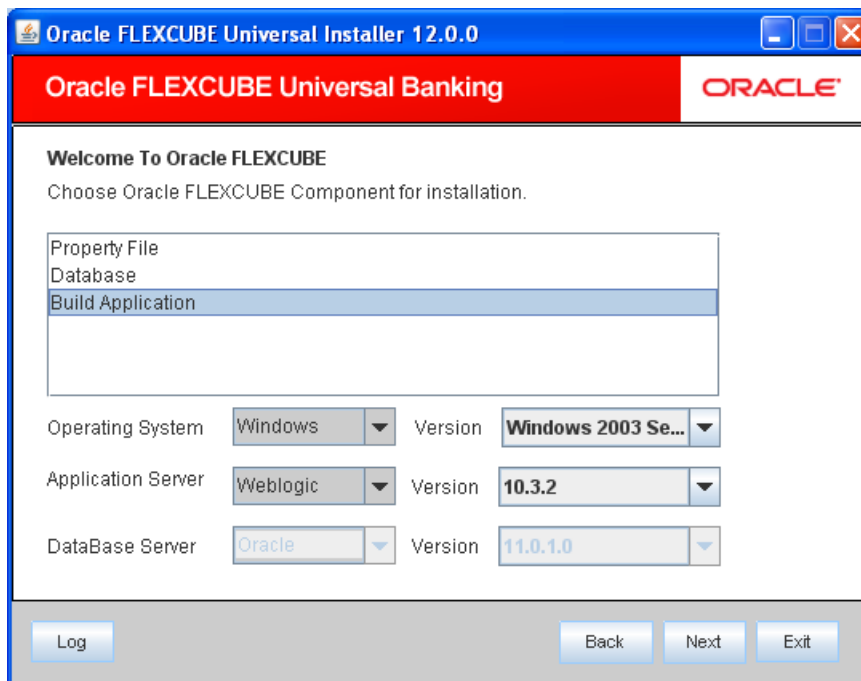 Oracle FLEXCUBE Universal Installer 12.0.0
Oracle FLEXCUBE Universal Banking ORACLE
Welcome To Oracle FLEXCUBE
Choose Oracle FLEXCUBE Component for installation.
Property File
Database
Build Application
Operating System Windows Version Windows 2003 Se...
Application Server Weblogic Version 10.3.2
DataBase Server Oracle Version 11.0.1.0
Log Back Next Exit